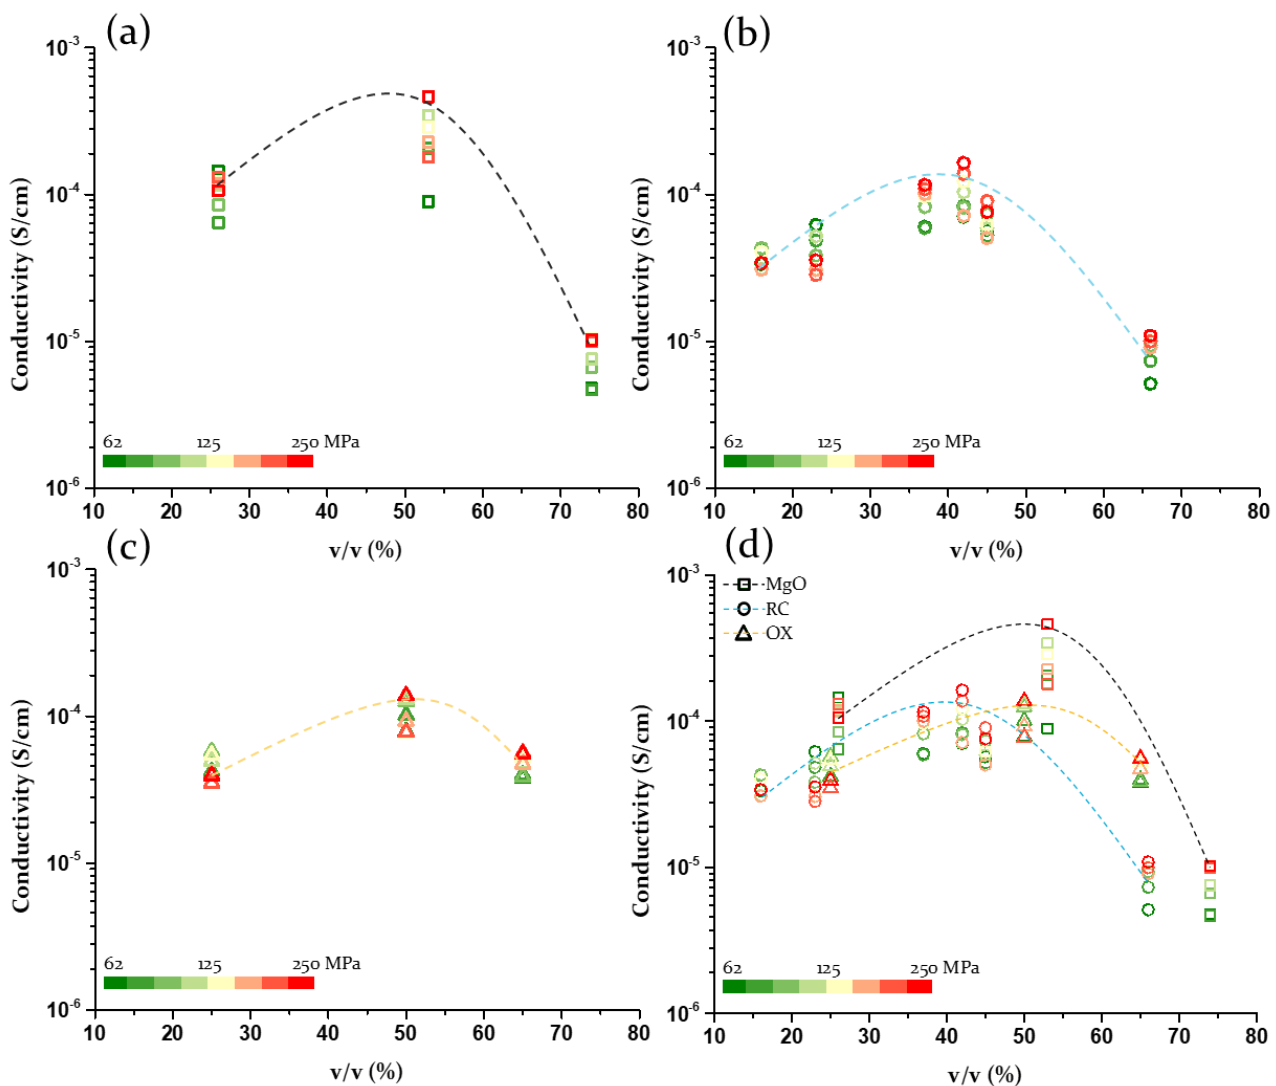 (a)
10⁻³
10⁻⁴
10⁻⁵
10⁻⁶
Conductivity (S/cm)
62 125 250 MPa
10 20 30 40 50 60 70 80
v/v (%)
(b)
10⁻³
10⁻⁴
10⁻⁵
10⁻⁶
Conductivity (S/cm)
62 125 250 MPa
10 20 30 40 50 60 70 80
v/v (%)
(c)
10⁻³
10⁻⁴
10⁻⁵
10⁻⁶
Conductivity (S/cm)
62 125 250 MPa
10 20 30 40 50 60 70 80
v/v (%)
(d)
10⁻³
10⁻⁴
10⁻⁵
10⁻⁶
Conductivity (S/cm)
MgO
RC
OX
62 125 250 MPa
10 20 30 40 50 60 70 80
v/v (%)